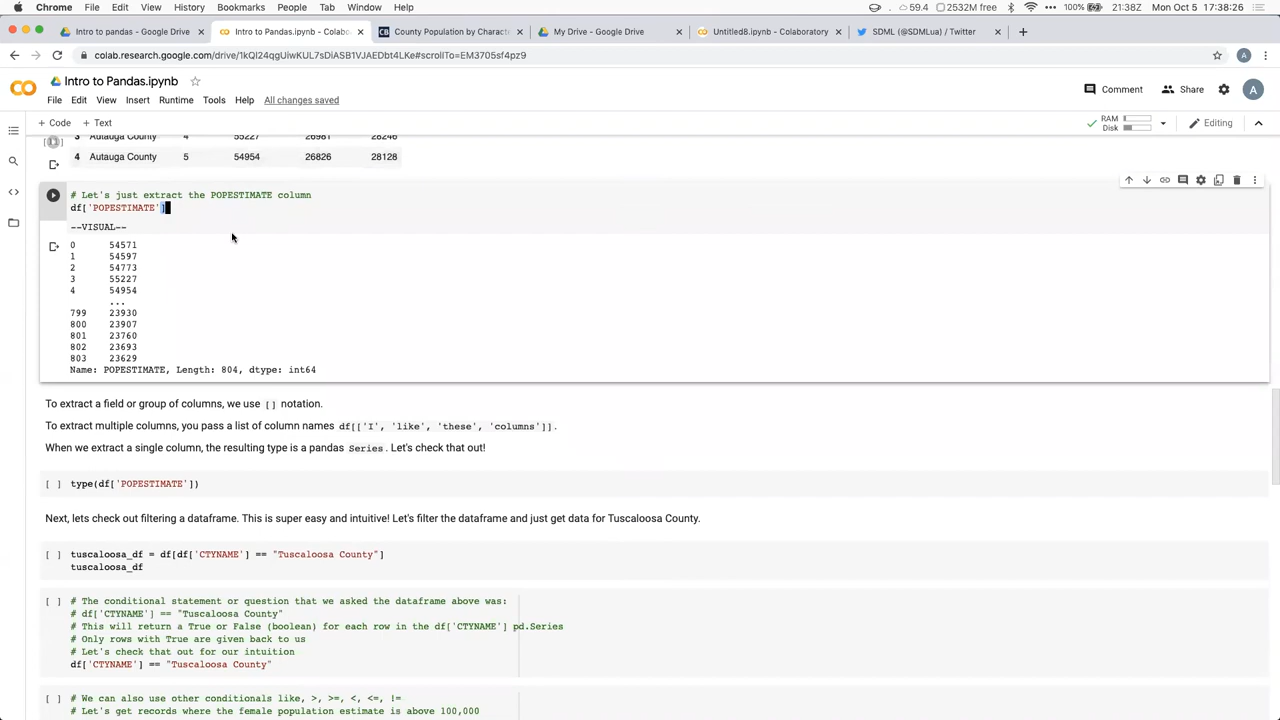 Chrome File Edit View History Bookmarks People Tab Window Help 59.4 2532M free 100% 21:38Z Mon Oct 5 17:38:26
Intro to pandas - Google Drive Intro to Pandas.ipynb - Colabo County Population by Characte My Drive - Google Drive Untitled8.ipynb - Colaboratory SDML (@SDMLua) / Twitter
colab.research.google.com/drive/1kQI24qgUiwKUL7sDiASB1VJAEDbt4LKe#scrollTo=EM3705sf4pz9 A
CO Intro to Pandas.ipynb
File Edit View Insert Runtime Tools Help All changes saved
Comment Share A
+ Code + Text
RAM
Disk
Editing
3 Autauga County 4 55227 26981 28246
4 Autauga County 5 54954 26826 28128
# Let's just extract the POPESTIMATE column
df['POPESTIMATE']
--VISUAL--
0 54571
1 54597
2 54773
3 55227
4 54954
...
799 23930
800 23907
801 23760
802 23693
803 23629
Name: POPESTIMATE, Length: 804, dtype: int64
To extract a field or group of columns, we use [] notation.
To extract multiple columns, you pass a list of column names df[['I', 'like', 'these', 'columns']].
When we extract a single column, the resulting type is a pandas Series. Let's check that out!
[ ] type(df['POPESTIMATE'])
Next, lets check out filtering a dataframe. This is super easy and intuitive! Let's filter the dataframe and just get data for Tuscaloosa County.
[ ] tuscaloosa_df = df[df['CTYNAME'] == "Tuscaloosa County"]
tuscaloosa_df
[ ] # The conditional statement or question that we asked the dataframe above was:
# df['CTYNAME'] == "Tuscaloosa County"
# This will return a True or False (boolean) for each row in the df['CTYNAME'] pd.Series
# Only rows with True are given back to us
# Let's check that out for our intuition
df['CTYNAME'] == "Tuscaloosa County"
[ ] # We can also use other conditionals like, >, >=, <, <=, !=
# Let's get records where the female population estimate is above 100,000